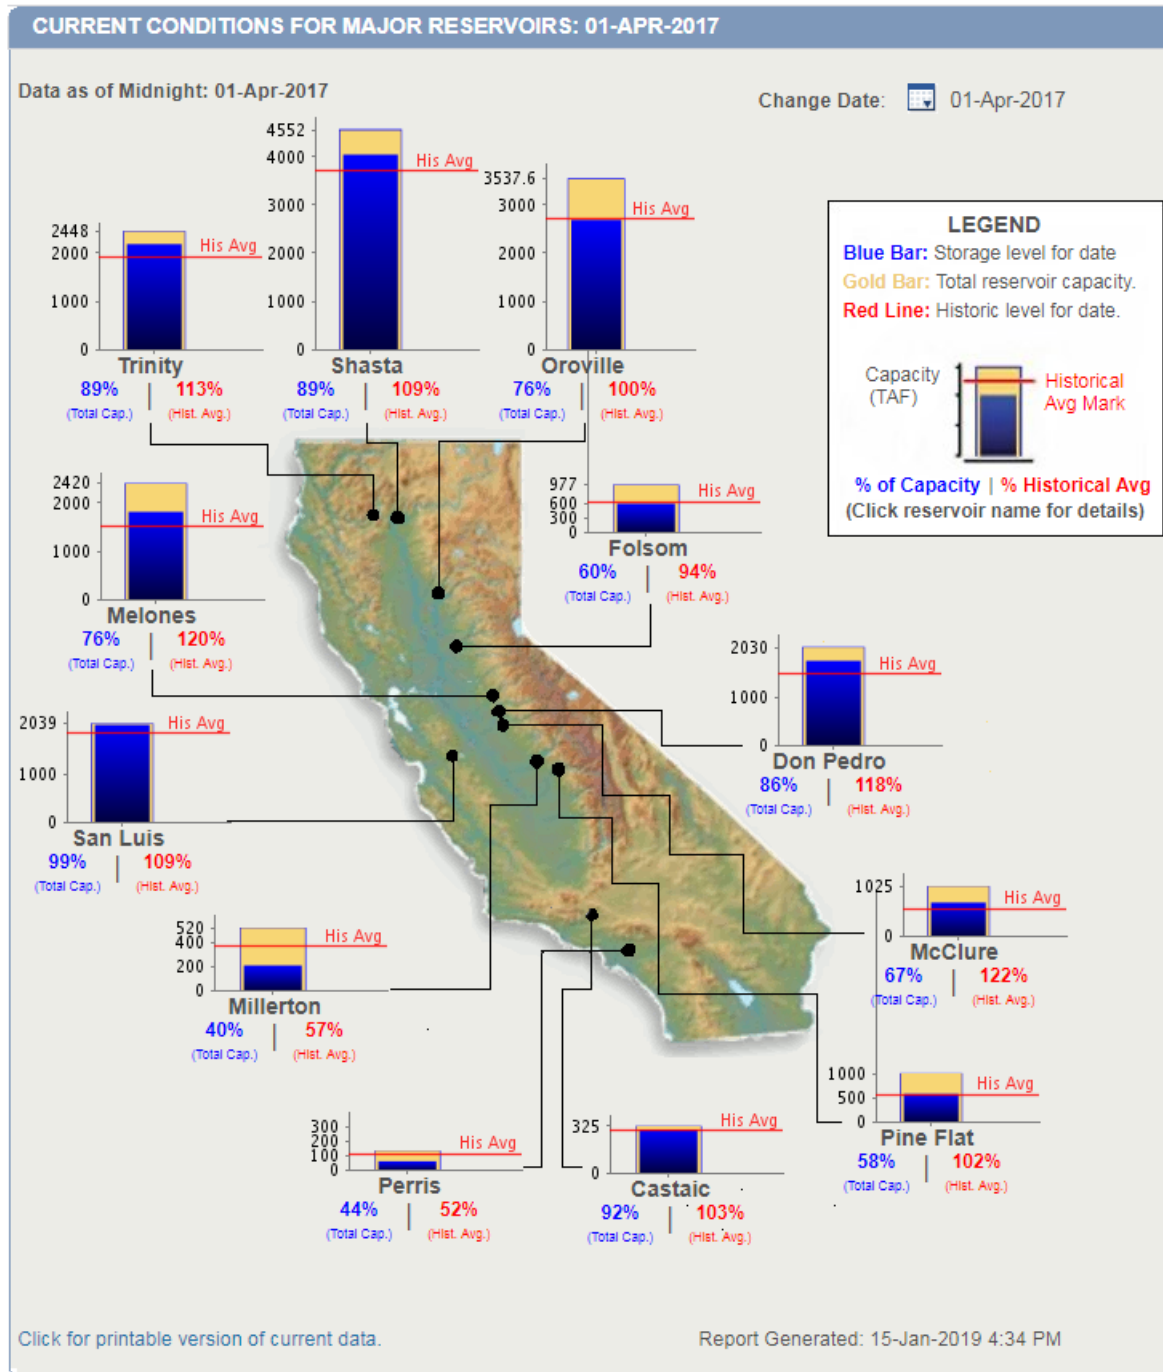 CURRENT CONDITIONS FOR MAJOR RESERVOIRS: 01-APR-2017
Data as of Midnight: 01-Apr-2017
Change Date: 01-Apr-2017
4552
4000
3000
2000
1000
0
His Avg
Shasta
89% | 109%
(Total Cap.) (Hist. Avg.)
3537.6
3000
2000
1000
0
His Avg
Oroville
76% | 100%
(Total Cap.) (Hist. Avg.)
2448
2000
1000
0
His Avg
Trinity
89% | 113%
(Total Cap.) (Hist. Avg.)
LEGEND
Blue Bar: Storage level for date
Gold Bar: Total reservoir capacity.
Red Line: Historic level for date.
Capacity
(TAF)
Historical
Avg Mark
% of Capacity | % Historical Avg
(Click reservoir name for details)
2420
2000
1000
0
His Avg
Melones
76% | 120%
(Total Cap.) (Hist. Avg.)
977
600
300
0
His Avg
Folsom
60% | 94%
(Total Cap.) (Hist. Avg.)
2030
1000
0
His Avg
Don Pedro
86% | 118%
(Total Cap.) (Hist. Avg.)
2039
1000
0
His Avg
San Luis
99% | 109%
(Total Cap.) (Hist. Avg.)
1025
0
His Avg
McClure
67% | 122%
(Total Cap.) (Hist. Avg.)
520
400
200
0
His Avg
Millerton
40% | 57%
(Total Cap.) (Hist. Avg.)
1000
500
0
His Avg
Pine Flat
58% | 102%
(Total Cap.) (Hist. Avg.)
300
200
100
0
His Avg
Perris
44% | 52%
(Total Cap.) (Hist. Avg.)
325
0
His Avg
Castaic
92% | 103%
(Total Cap.) (Hist. Avg.)
Click for printable version of current data.
Report Generated: 15-Jan-2019 4:34 PM